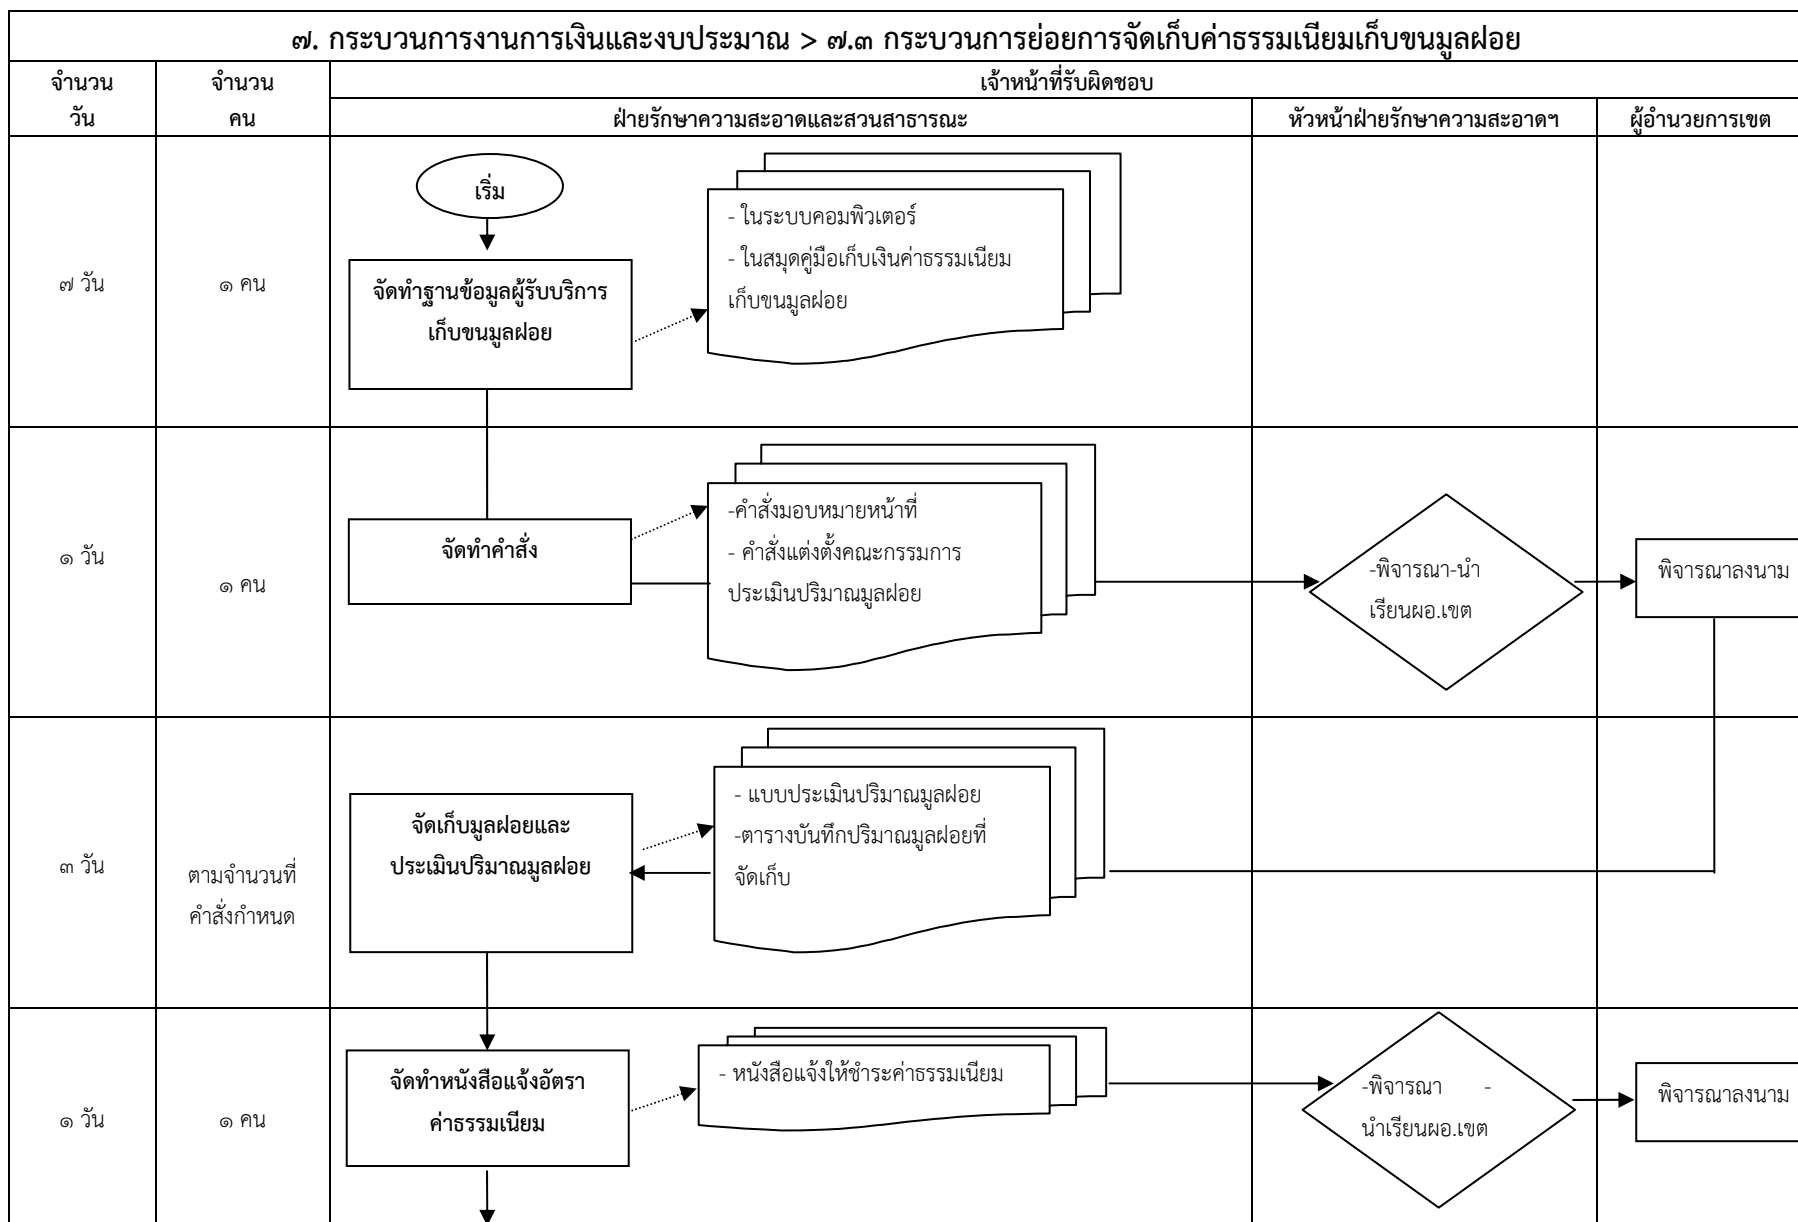 ๗. กระบวนการงานการเงินและงบประมาณ > ๗.๓ กระบวนการย่อยการจัดเก็บค่าธรรมเนียมเก็บขนมูลฝอย
จำนวน
วัน
จำนวน
คน
เจ้าหน้าที่รับผิดชอบ
ฝ่ายรักษาความสะอาดและสวนสาธารณะ
หัวหน้าฝ่ายรักษาความสะอาดฯ
ผู้อำนวยการเขต
๗ วัน
๑ คน
เริ่ม
จัดทำฐานข้อมูลผู้รับบริการ
เก็บขนมูลฝอย
- ในระบบคอมพิวเตอร์
- ในสมุดคู่มือเก็บเงินค่าธรรมเนียม
เก็บขนมูลฝอย
๑ วัน
๑ คน
จัดทำคำสั่ง
-คำสั่งมอบหมายหน้าที่
- คำสั่งแต่งตั้งคณะกรรมการ
ประเมินปริมาณมูลฝอย
-พิจารณา-นำ
เรียนผอ.เขต
พิจารณาลงนาม
๓ วัน
ตามจำนวนที่
คำสั่งกำหนด
จัดเก็บมูลฝอยและ
ประเมินปริมาณมูลฝอย
- แบบประเมินปริมาณมูลฝอย
-ตารางบันทึกปริมาณมูลฝอยที่
จัดเก็บ
๑ วัน
๑ คน
จัดทำหนังสือแจ้งอัตรา
ค่าธรรมเนียม
- หนังสือแจ้งให้ชำระค่าธรรมเนียม
-พิจารณา -
นำเรียนผอ.เขต
พิจารณาลงนาม